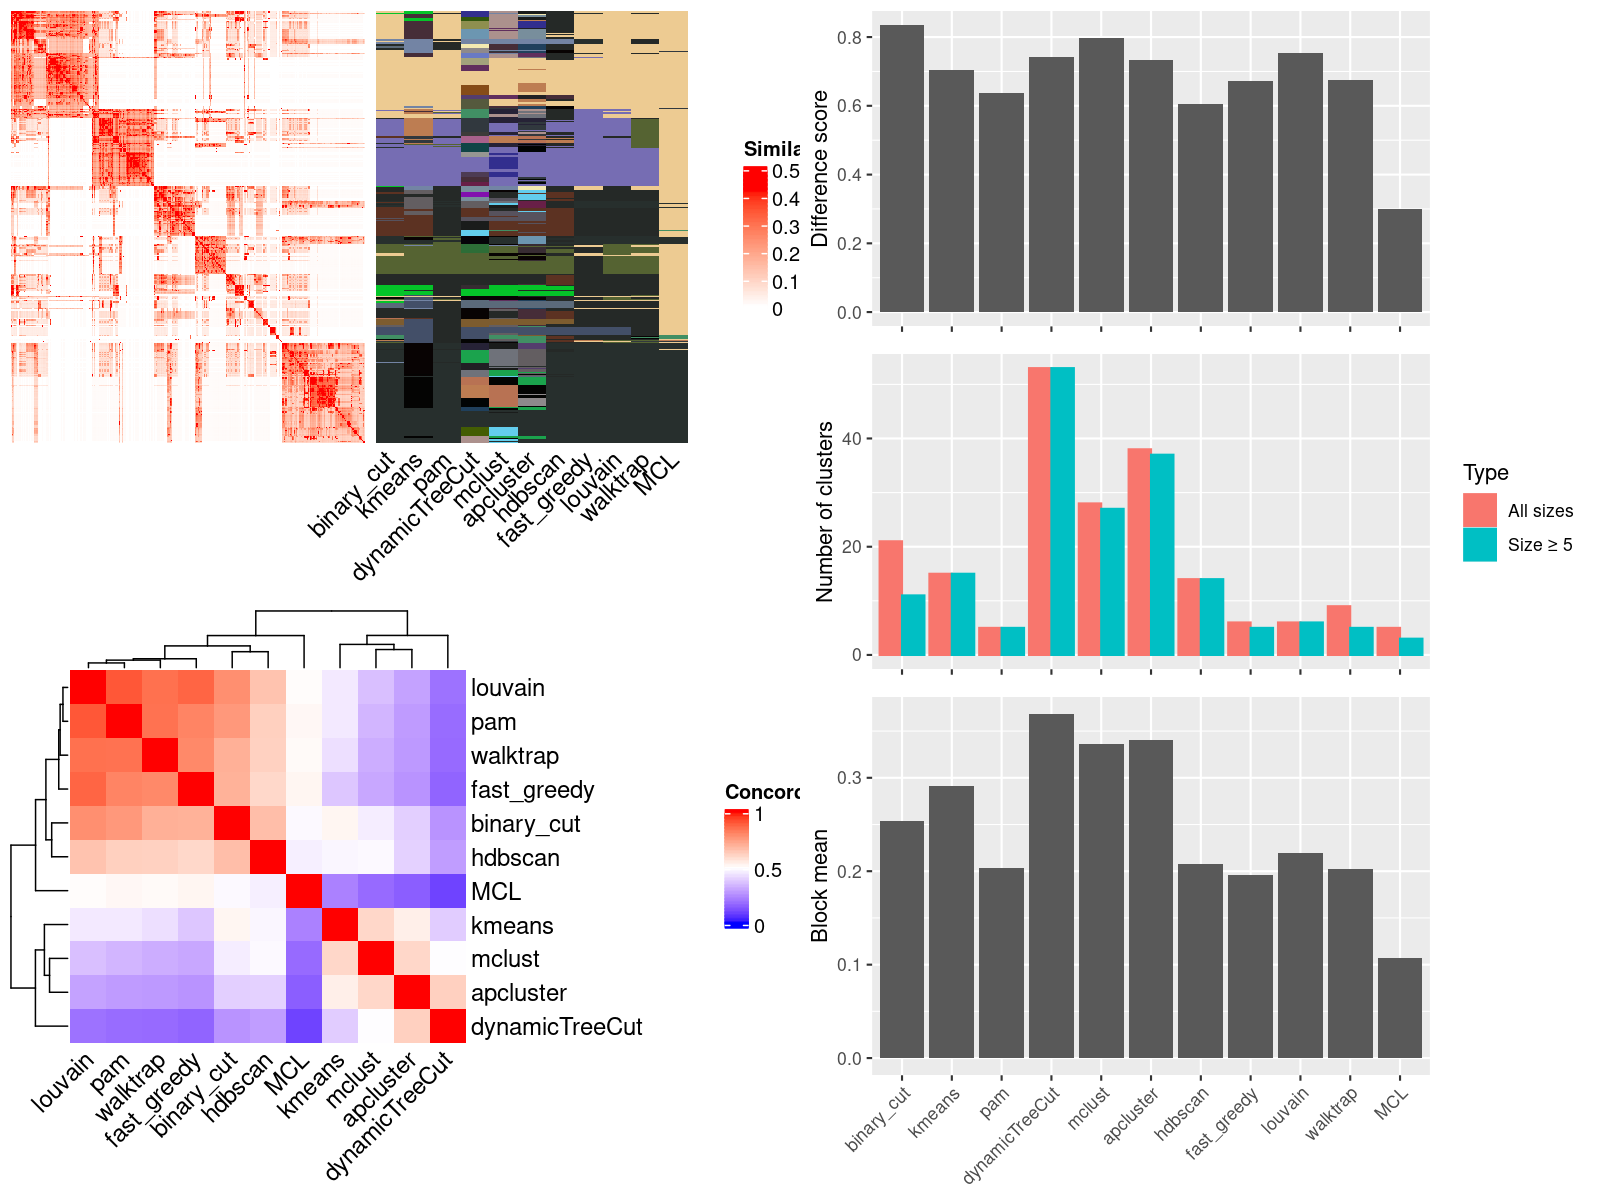 Simila
0.5
0.4
0.3
0.2
0.1
0
binary_cut
kmeans
pam
dynamicTreeCut
mclust
apcluster
hdbscan
fast_greedy
louvain
walktrap
MCL
louvain
pam
walktrap
fast_greedy
binary_cut
hdbscan
MCL
kmeans
mclust
apcluster
dynamicTreeCut
louvain
pam
walktrap
fast_greedy
binary_cut
hdbscan
MCL
kmeans
mclust
apcluster
dynamicTreeCut
Concord
1
0.5
0
Difference score
0.8
0.6
0.4
0.2
0.0
Number of clusters
40
20
0
Type
All sizes
Size ≥ 5
Block mean
0.3
0.2
0.1
0.0
binary_cut
kmeans
pam
dynamicTreeCut
mclust
apcluster
hdbscan
fast_greedy
louvain
walktrap
MCL